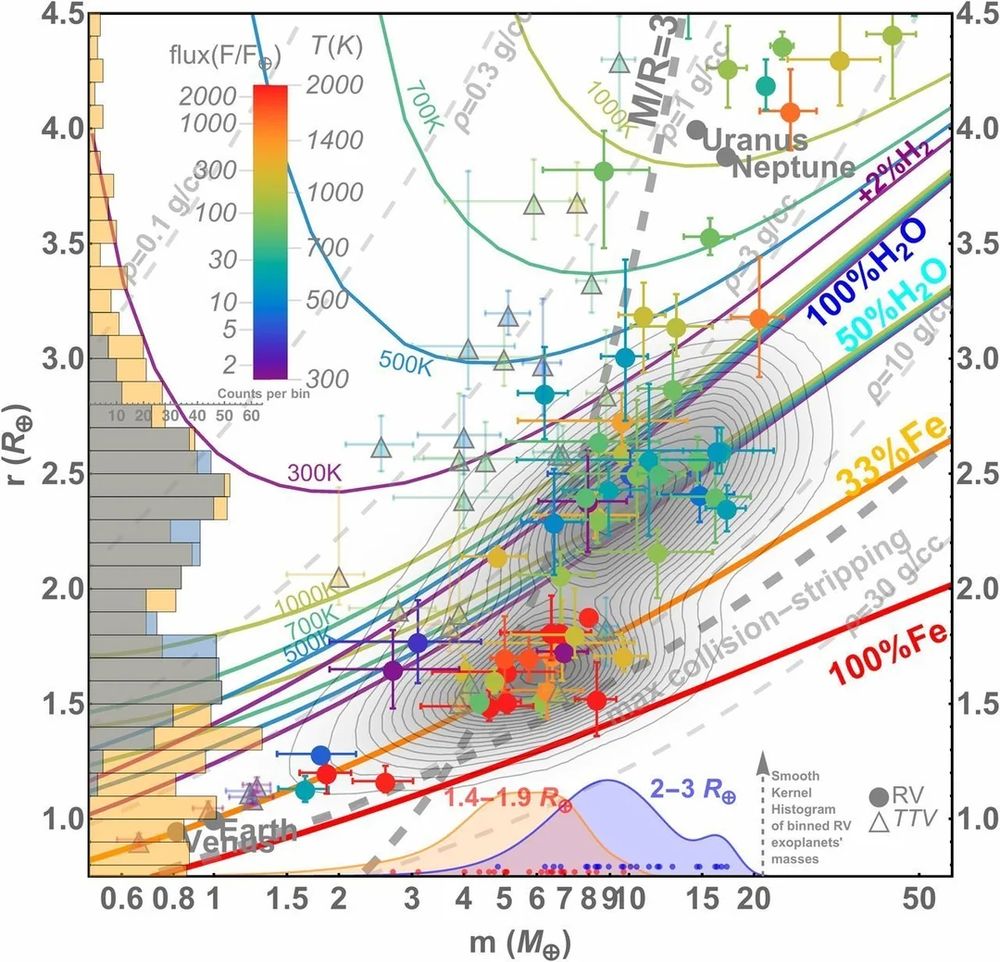 4.5
4.0
3.5
3.0
2.5
2.0
1.5
1.0
r (R⊕)
flux(F/F⊕) T(K)
2000 2000
1000 1400
300 1000
100 700
30 500
10 300
5
2
Counts per bin
10 20 30 40 50 60
ρ=0.1 g/cc
ρ=0.3 g/cc
ρ=1 g/cc
ρ=3 g/cc
ρ=10 g/cc
ρ=30 g/cc
M/R=3
700K
1000K
500K
300K
1000K
700K
500K
Uranus
Neptune
+2%H₂
100%H₂O
50%H₂O
33%Fe
100%Fe
max collision–stripping
Earth
Venus
1.4–1.9 R⊕
2–3 R⊕
Smooth
Kernel
Histogram
of binned RV
exoplanets'
masses
RV
TTV
4.5
4.0
3.5
3.0
2.5
2.0
1.5
1.0
0.6 0.8 1 1.5 2 3 4 5 6 7 8 9 10 15 20 50
m (M⊕)